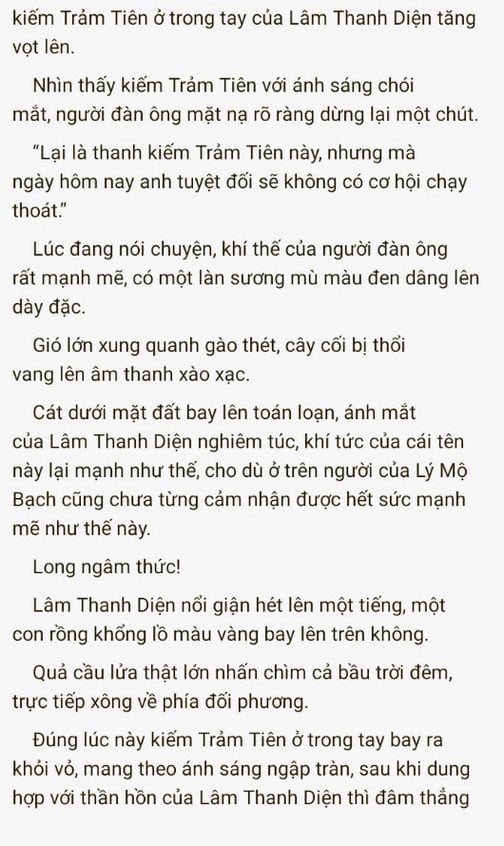 kiếm Trảm Tiên ở trong tay của Lâm Thanh Diện tăng
vọt lên.
Nhìn thấy kiếm Trảm Tiên với ánh sáng chói
mắt, người đàn ông mặt nạ rõ ràng dừng lại một chút.
“Lại là thanh kiếm Trảm Tiên này, nhưng mà
ngày hôm nay anh tuyệt đối sẽ không có cơ hội chạy
thoát.”
Lúc đang nói chuyện, khí thế của người đàn ông
rất mạnh mẽ, có một làn sương mù màu đen dâng lên
dày đặc.
Gió lớn xung quanh gào thét, cây cối bị thổi
vang lên âm thanh xào xạc.
Cát dưới mặt đất bay lên toán loạn, ánh mắt
của Lâm Thanh Diện nghiêm túc, khí tức của cái tên
này lại mạnh như thế, cho dù ở trên người của Lý Mộ
Bạch cũng chưa từng cảm nhận được hết sức mạnh
mẽ như thế này.
Long ngâm thức!
Lâm Thanh Diện nổi giận hét lên một tiếng, một
con rồng khổng lồ màu vàng bay lên trên không.
Quả cầu lửa thật lớn nhấn chìm cả bầu trời đêm,
trực tiếp xông về phía đối phương.
Đúng lúc này kiếm Trảm Tiên ở trong tay bay ra
khỏi vỏ, mang theo ánh sáng ngập tràn, sau khi dung
hợp với thần hồn của Lâm Thanh Diện thì đâm thẳng